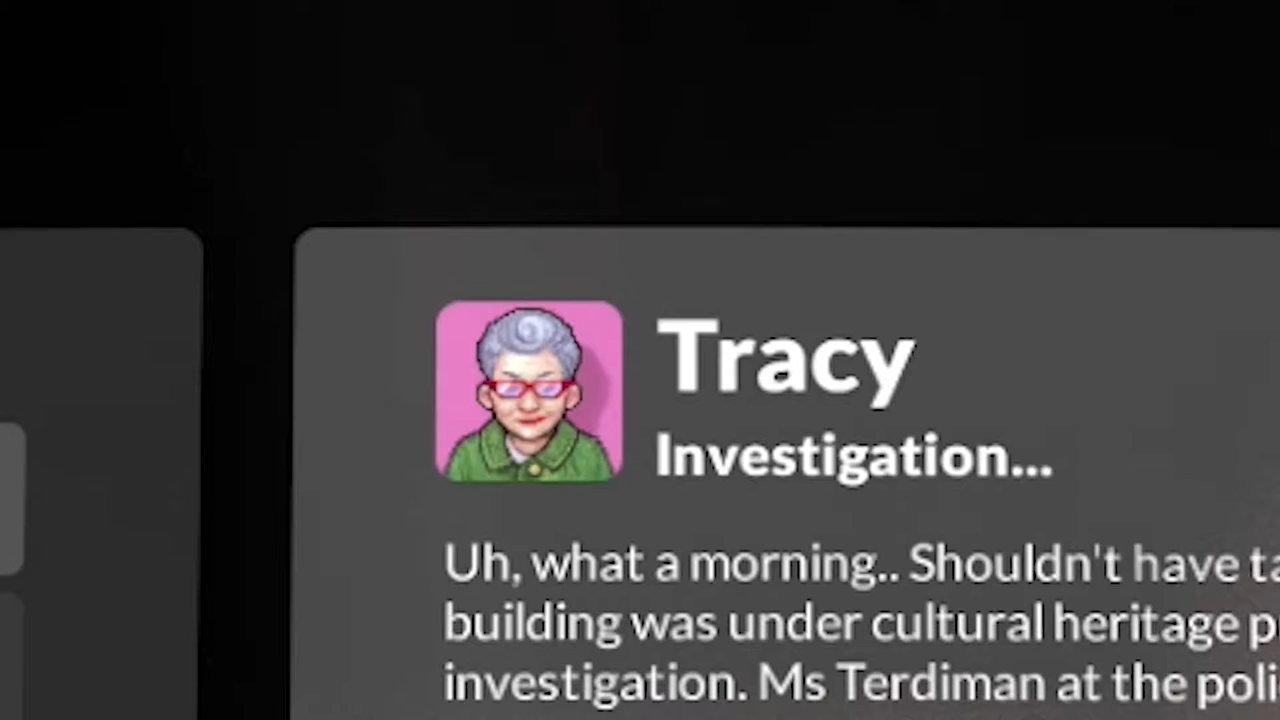 Tracy
Investigation...
Uh, what a morning.. Shouldn't have
building was under cultural heritage
investigation. Ms Terdiman at the